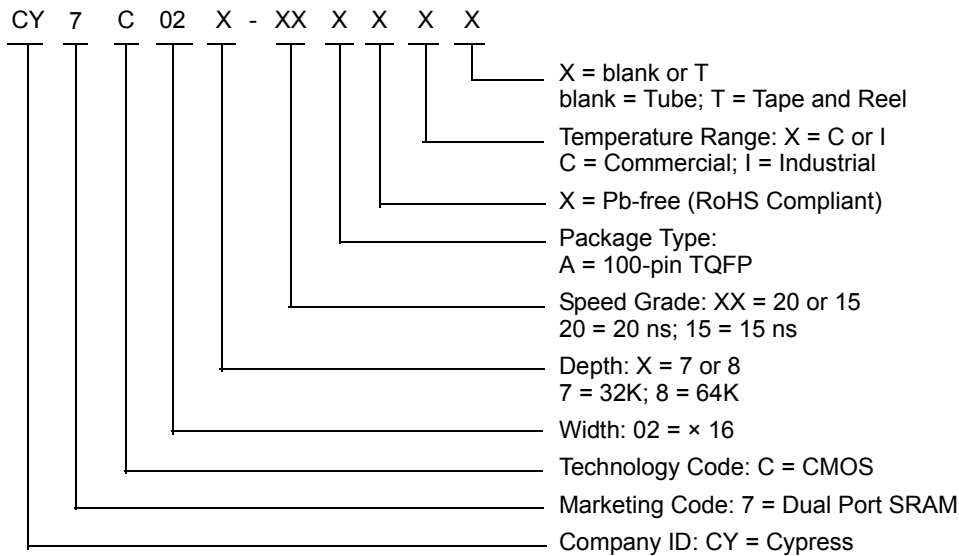 CY 7 C 02 X - XX X X X X
X = blank or T
blank = Tube; T = Tape and Reel
Temperature Range: X = C or I
C = Commercial; I = Industrial
X = Pb-free (RoHS Compliant)
Package Type:
A = 100-pin TQFP
Speed Grade: XX = 20 or 15
20 = 20 ns; 15 = 15 ns
Depth: X = 7 or 8
7 = 32K; 8 = 64K
Width: 02 = × 16
Technology Code: C = CMOS
Marketing Code: 7 = Dual Port SRAM
Company ID: CY = Cypress